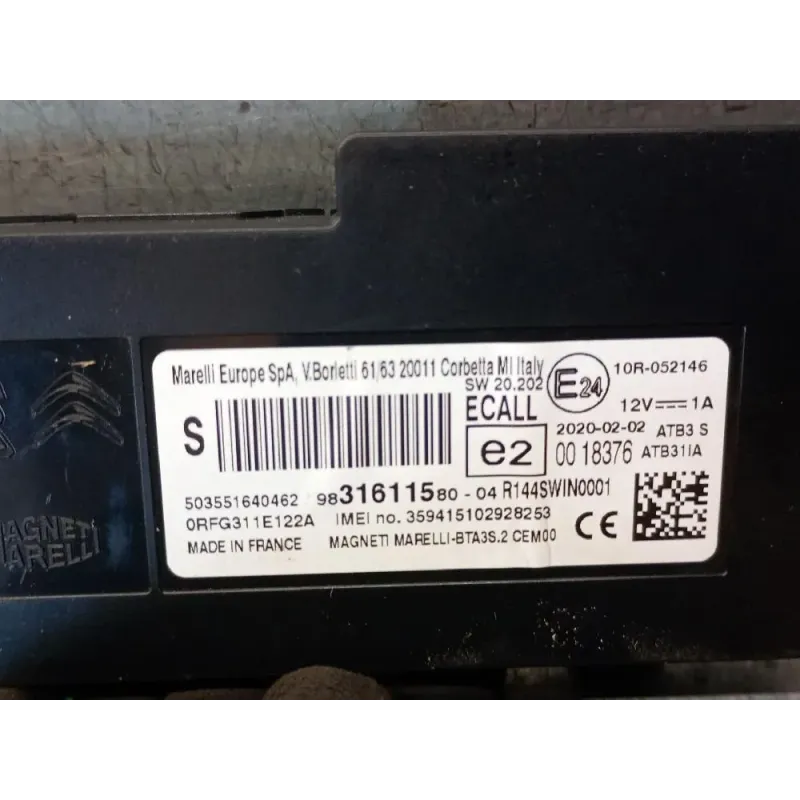 Marelli Europe SpA, V.Borletti 61/63 20011 Corbetta MI Italy
SW 20.202
E24
10R-052146
S
ECALL
12V 1A
e2
2020-02-02 ATB3 S
00 18376 ATB31IA
503551640462 9831611580-04 R144SWIN0001
0RFG311E122A IMEI no. 359415102928253
CE
MADE IN FRANCE MAGNETI MARELLI-BTA3S.2 CEM00
MAGNETI
MARELLI